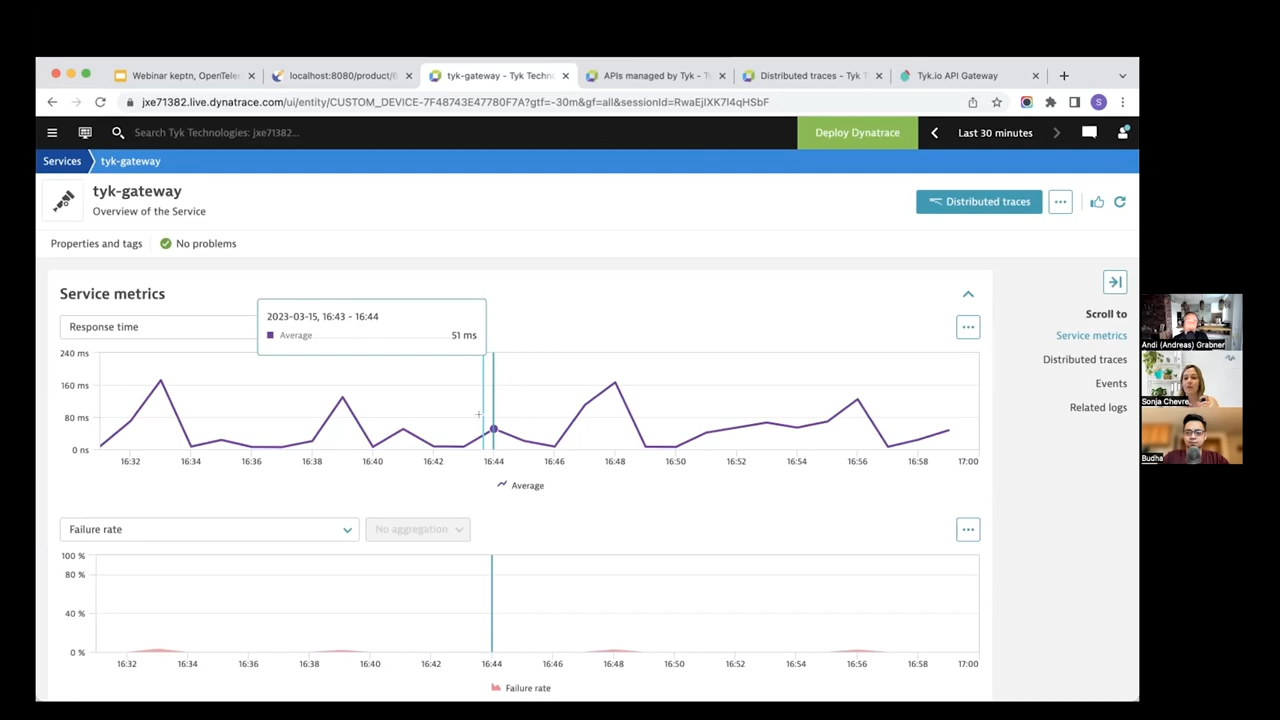 Webinar keptn, OpenTele
localhost:8080/product/6
tyk-gateway - Tyk Techno
APIs managed by Tyk - T
Distributed traces - Tyk T
Tyk.io API Gateway
jxe71382.live.dynatrace.com/ui/entity/CUSTOM_DEVICE-7F48743E47780F7A?gtf=-30m&gf=all&sessionId=RwaEjIXK7I4qHSbF
S
Search Tyk Technologies: jxe71382...
Deploy Dynatrace
Last 30 minutes
Services
tyk-gateway
tyk-gateway
Overview of the Service
Distributed traces
Properties and tags
No problems
Service metrics
Response time
2023-03-15, 16:43 - 16:44
Average 51 ms
240 ms
160 ms
80 ms
0 ns
16:32 16:34 16:36 16:38 16:40 16:42 16:44 16:46 16:48 16:50 16:52 16:54 16:56 16:58 17:00
Average
Failure rate
No aggregation
100 %
80 %
40 %
0 %
16:32 16:34 16:36 16:38 16:40 16:42 16:44 16:46 16:48 16:50 16:52 16:54 16:56 16:58 17:00
Failure rate
Scroll to
Service metrics
Distributed traces
Events
Related logs
Andi (Andreas) Grabner
Sonja Chevre
Budha